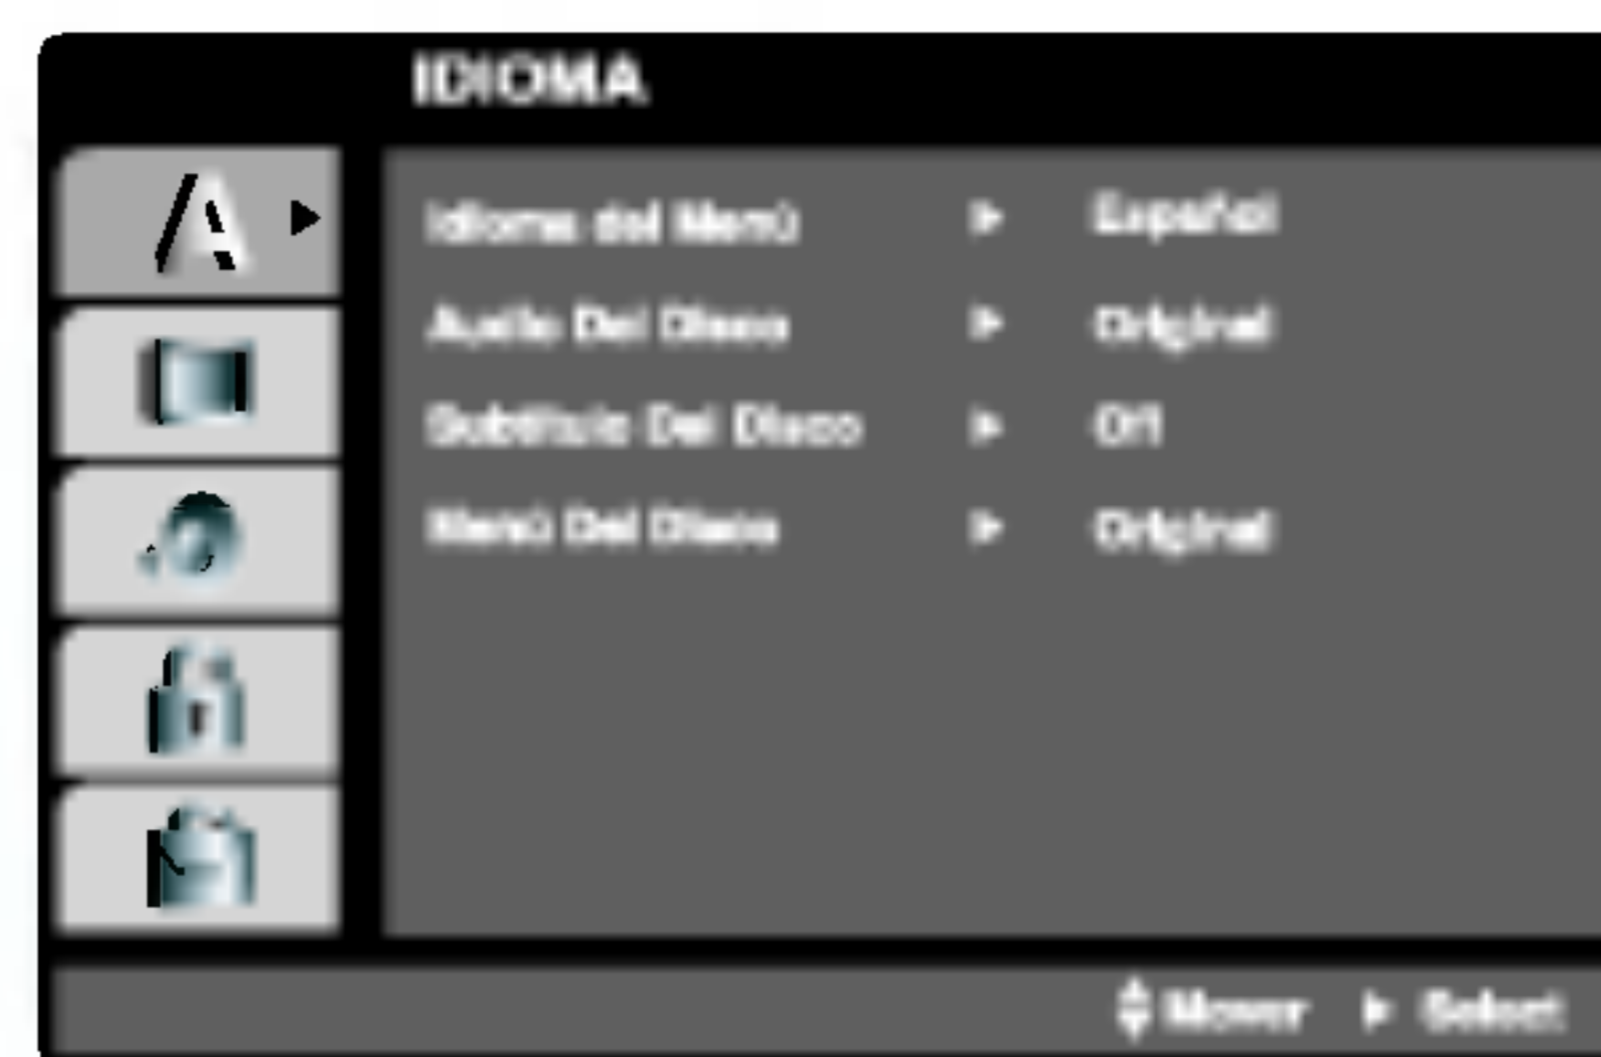 IDIOMA
Idioma del Menú ▶ Español
Audio Del Disco ▶ Original
Subtítulo Del Disco ▶ Off
Menú Del Disco ▶ Original
Mover ▶ Select